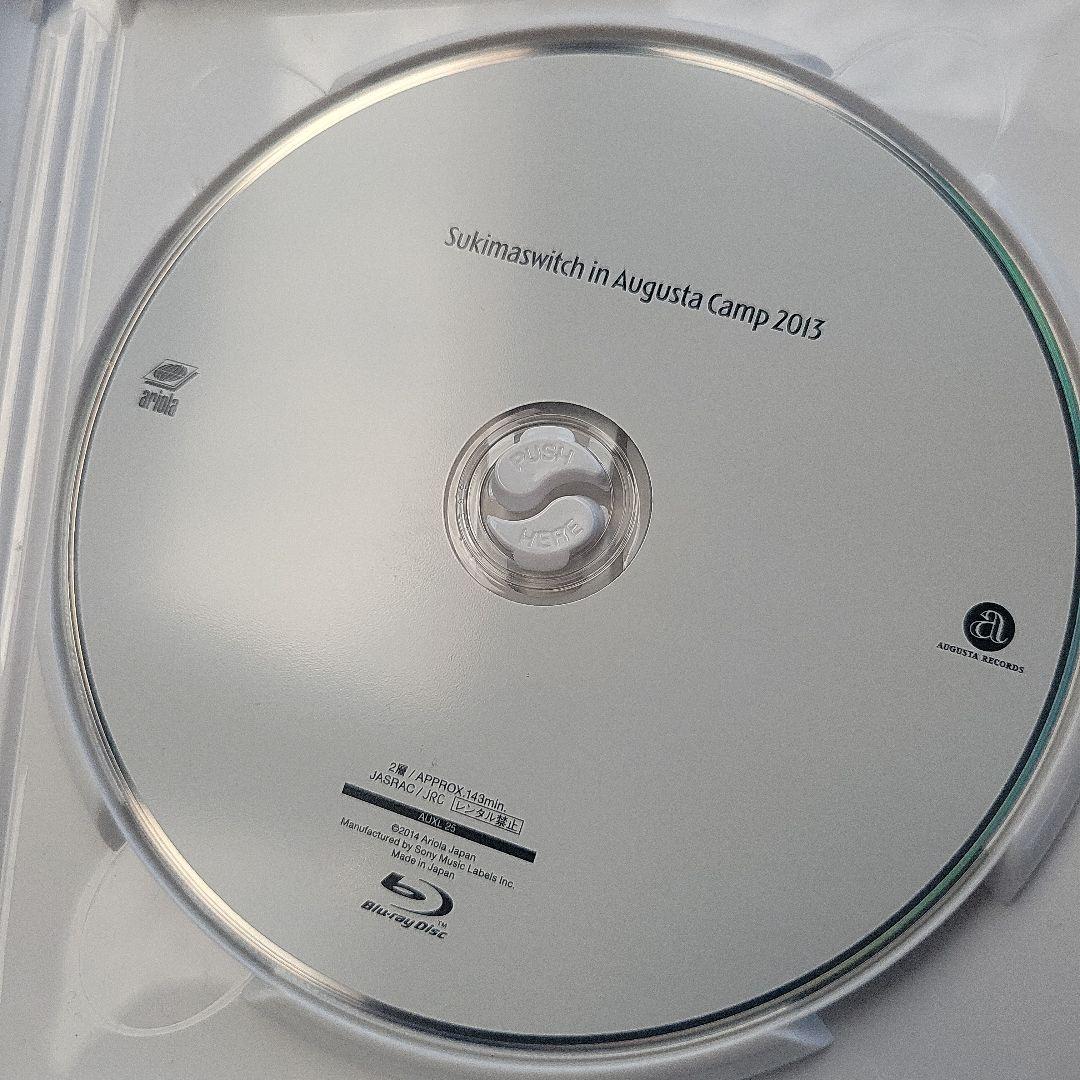 Sukimaswitch in Augusta Camp 2013
ariola
PUSH
HERE
a
AUGUSTA RECORDS
2層 / APPROX.143min.
JASRAC / JRC レンタル禁止
AUXL 25
©2014 Ariola Japan
Manufactured by Sony Music Labels Inc.
Made in Japan
Blu-ray Disc™